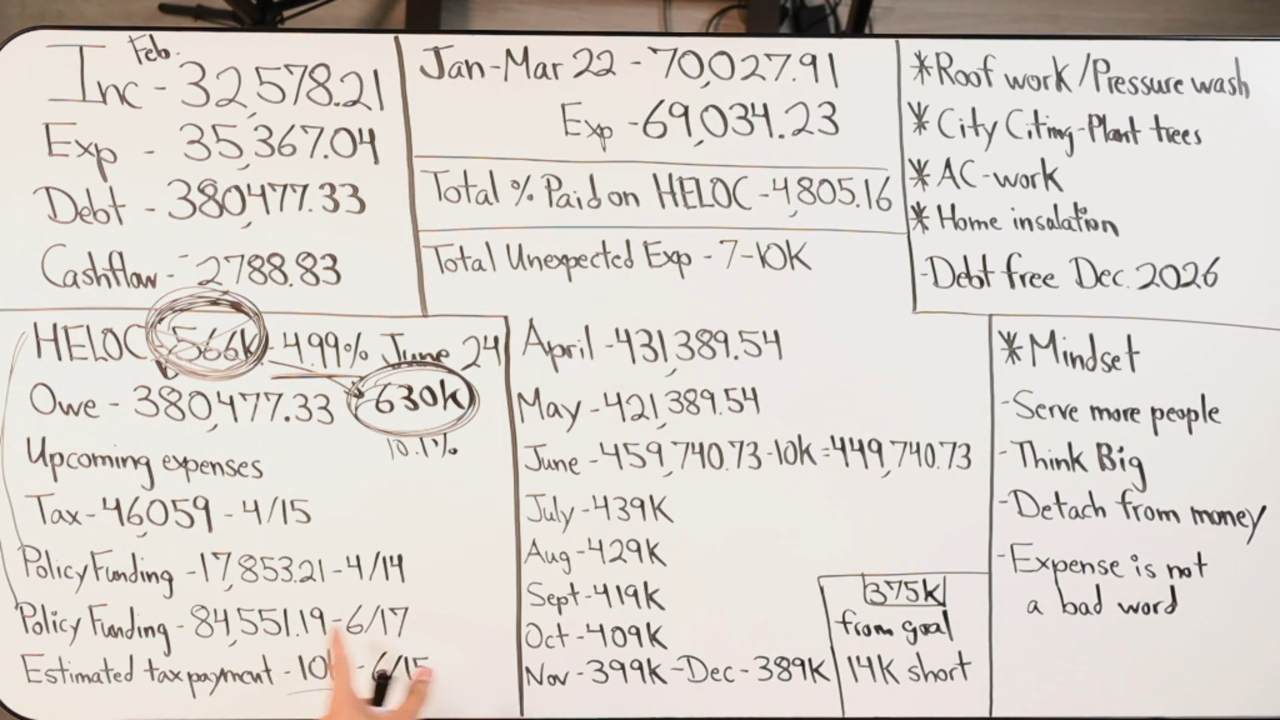 Feb.
Inc - 32,578.21
Exp - 35,367.04
Debt - 380,477.33
Cashflow - -2788.83
Jan-Mar 22 - 70,027.91
Exp - 69,034.23
Total % Paid on HELOC - 4,805.16
Total Unexpected Exp - 7-10K
*Roof work/Pressure wash
*City Citing-Plant trees
*AC-work
*Home insalation
-Debt free Dec. 2026
HELOC - 566K - 4.99% June 24
Owe - 380,477.33 630K
10.1%
Upcoming expenses
Tax - 46,059 - 4/15
Policy Funding - 17,853.21 - 4/14
Policy Funding - 84,551.19 - 6/17
Estimated tax payment - 10 - 6/15
April - 431,389.54
May - 421,389.54
June - 459,740.73 - 10K = 449,740.73
July - 439K
Aug - 429K
Sept - 419K
Oct - 409K
Nov - 399K - Dec - 389K
375K
from goal
14K short
*Mindset
-Serve more people
-Think Big
-Detach from money
-Expense is not
a bad word